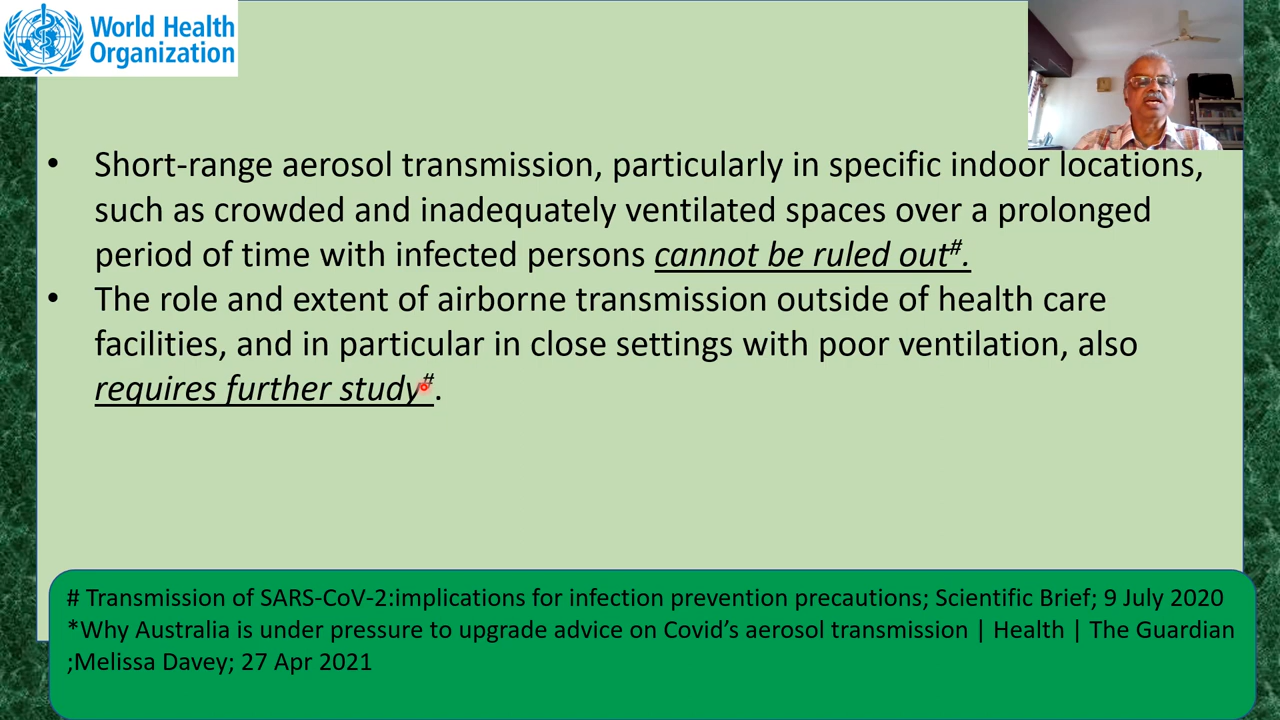 World Health
Organization
• Short-range aerosol transmission, particularly in specific indoor locations,
such as crowded and inadequately ventilated spaces over a prolonged
period of time with infected persons cannot be ruled out#.
• The role and extent of airborne transmission outside of health care
facilities, and in particular in close settings with poor ventilation, also
requires further study#.
# Transmission of SARS-CoV-2:implications for infection prevention precautions; Scientific Brief; 9 July 2020
*Why Australia is under pressure to upgrade advice on Covid’s aerosol transmission | Health | The Guardian
;Melissa Davey; 27 Apr 2021